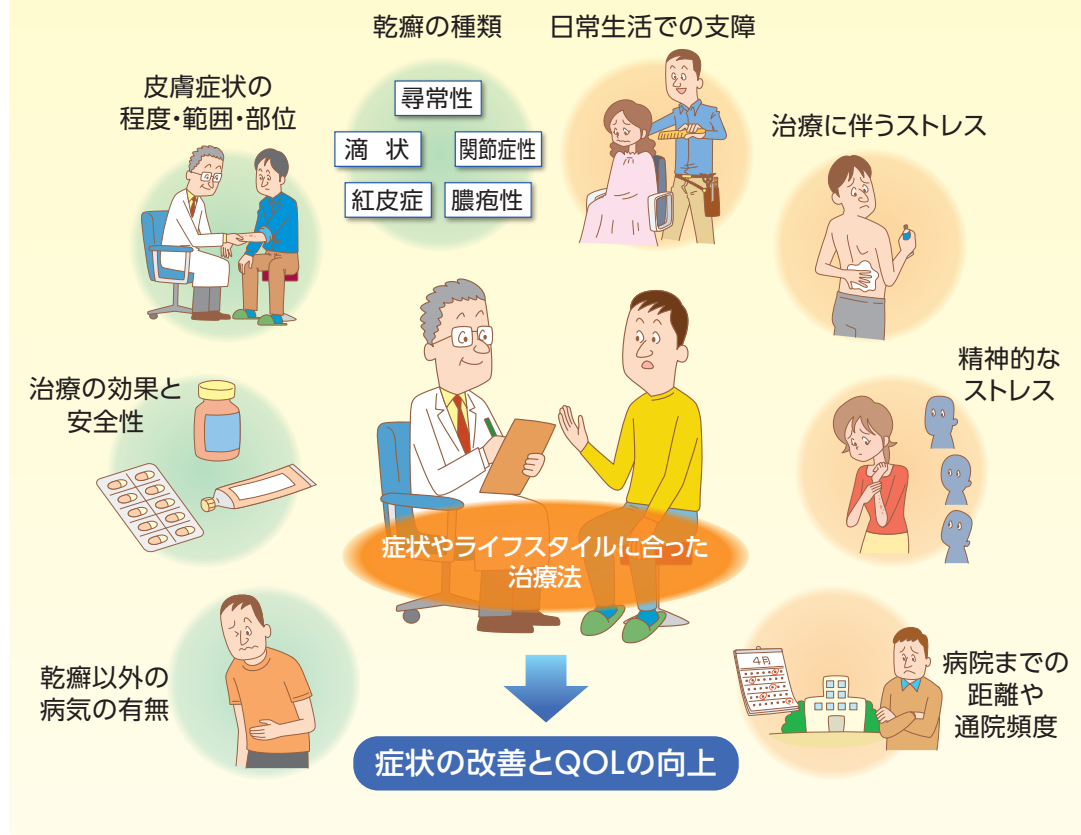 乾癬の種類
日常生活での支障
皮膚症状の
程度・範囲・部位
尋常性
滴 状
関節症性
紅皮症
膿疱性
治療に伴うストレス
治療の効果と
安全性
精神的な
ストレス
症状やライフスタイルに合った
治療法
乾癬以外の
病気の有無
4月
病院までの
距離や
通院頻度
症状の改善とQOLの向上